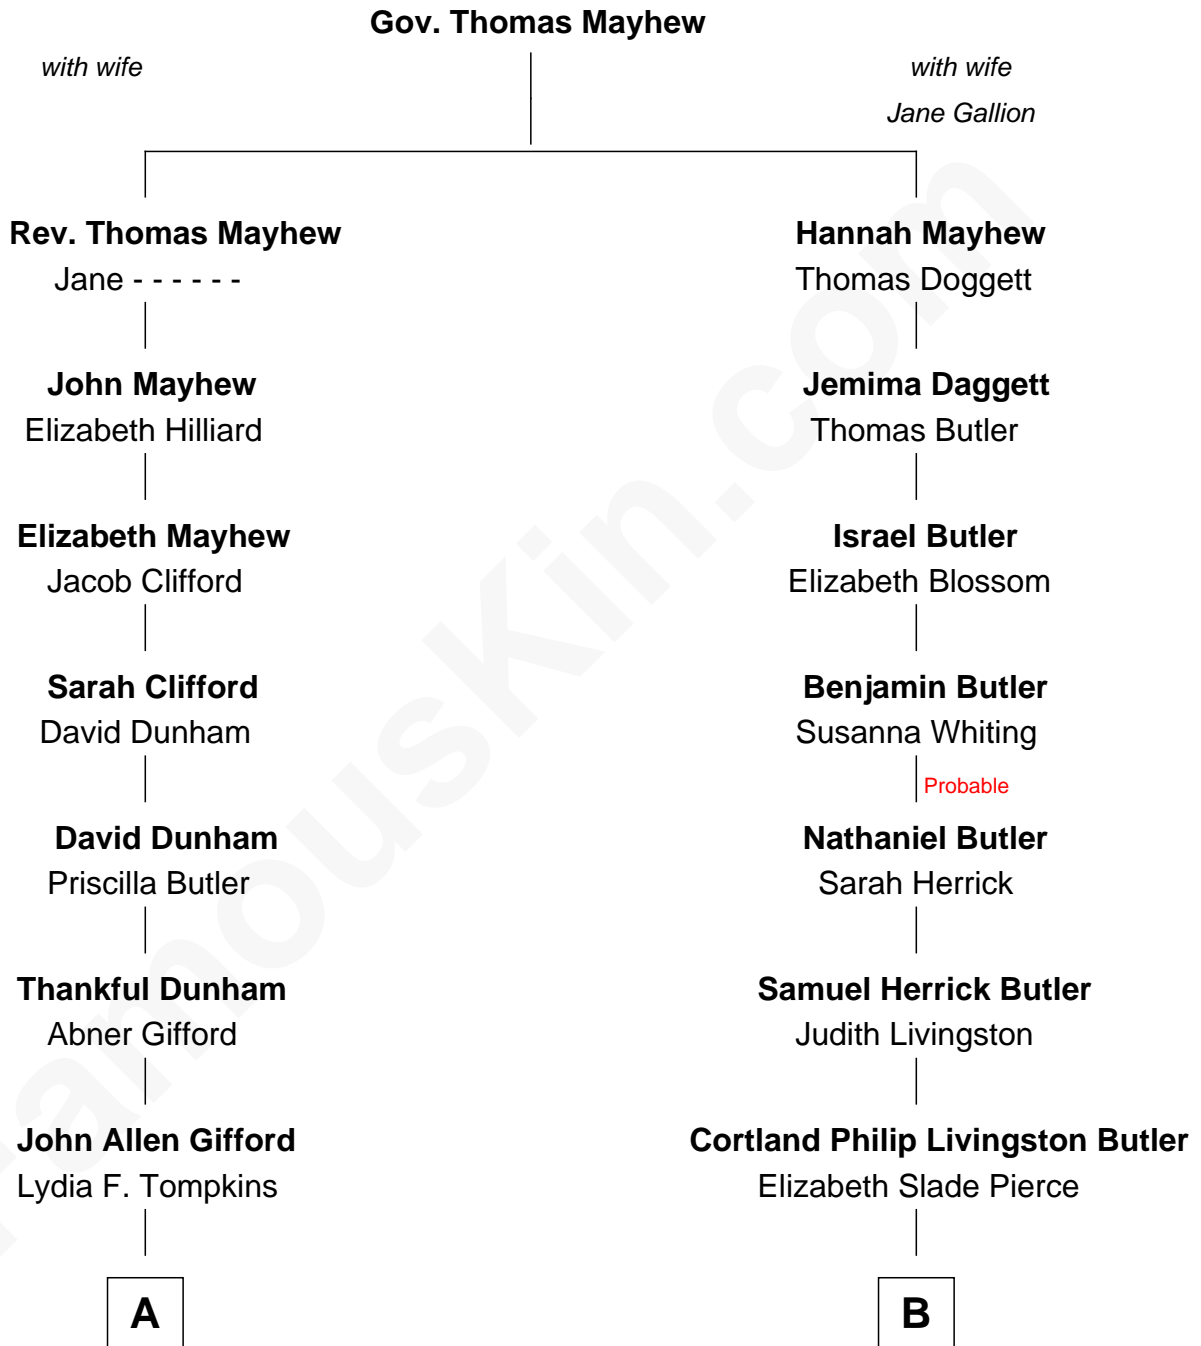 Gov. Thomas Mayhew
with wife
with wife
Jane Gallion
Rev. Thomas Mayhew
Jane - - - - - -
Hannah Mayhew
Thomas Doggett
John Mayhew
Elizabeth Hilliard
Jemima Daggett
Thomas Butler
Elizabeth Mayhew
Jacob Clifford
Israel Butler
Elizabeth Blossom
Sarah Clifford
David Dunham
Benjamin Butler
Susanna Whiting
Probable
David Dunham
Priscilla Butler
Nathaniel Butler
Sarah Herrick
Thankful Dunham
Abner Gifford
Samuel Herrick Butler
Judith Livingston
John Allen Gifford
Lydia F. Tompkins
Cortland Philip Livingston Butler
Elizabeth Slade Pierce
A
B
FamousKin.com